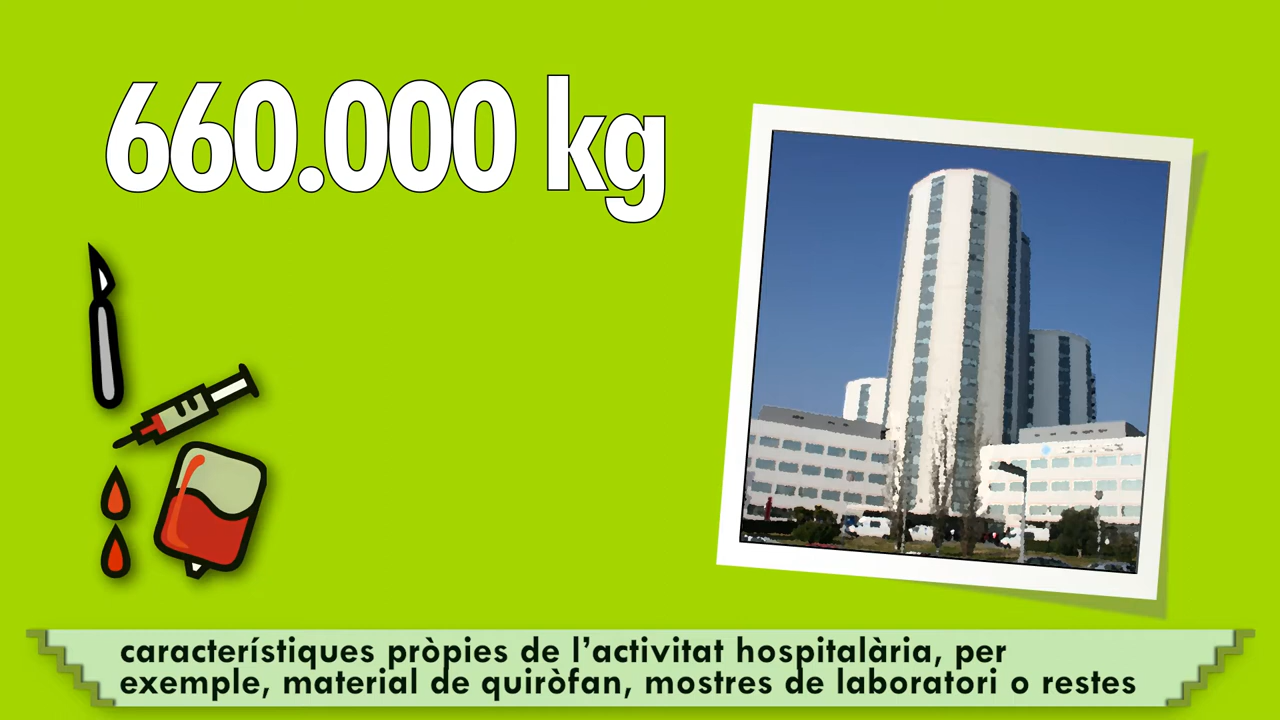 660.000 kg
característiques pròpies de l’activitat hospitalària, per
exemple, material de quiròfan, mostres de laboratori o restes